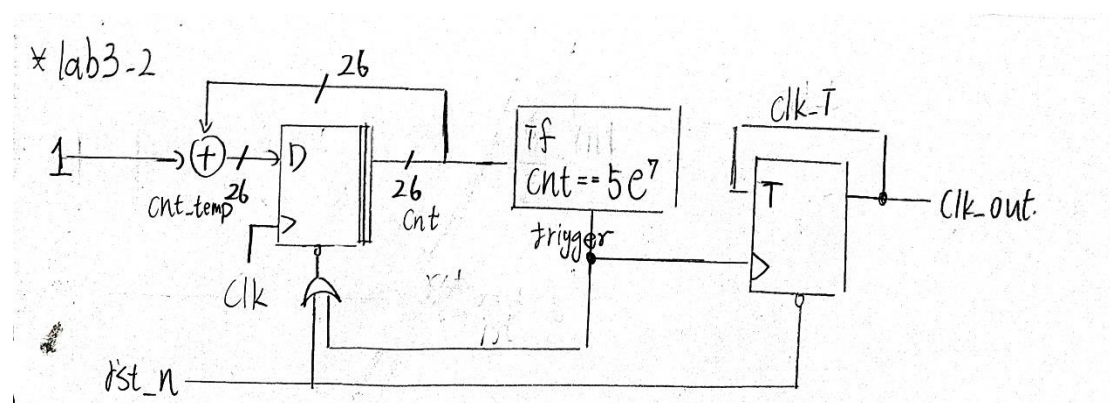 * lab3-2
26
Clk_T
1
+
26
D
Cnt_temp
26
Cnt
if
Cnt == 5e7
trigger
T
Clk_out.
Clk
rst_n